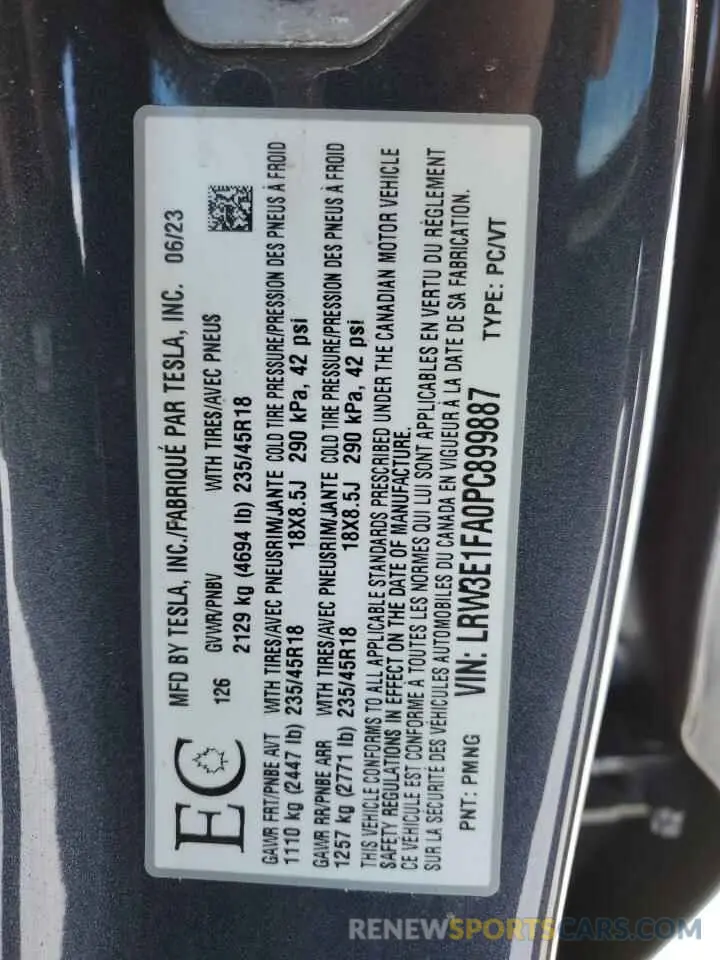 MFD BY TESLA, INC./FABRIQUÉ PAR TESLA, INC. 06/23
EC 126 GVWR/PNBV WITH TIRES/AVEC PNEUS
2129 kg (4694 lb) 235/45R18
GAWR FRT/PNBE AVT WITH TIRES/AVEC PNEUS RIM/JANTE COLD TIRE PRESSURE/PRESSION DES PNEUS À FROID
1110 kg (2447 lb) 235/45R18 18X8.5J 290 kPa, 42 psi
GAWR RR/PNBE ARR WITH TIRES/AVEC PNEUS RIM/JANTE COLD TIRE PRESSURE/PRESSION DES PNEUS À FROID
1257 kg (2771 lb) 235/45R18 18X8.5J 290 kPa, 42 psi
THIS VEHICLE CONFORMS TO ALL APPLICABLE STANDARDS PRESCRIBED UNDER THE CANADIAN MOTOR VEHICLE
SAFETY REGULATIONS IN EFFECT ON THE DATE OF MANUFACTURE.
CE VÉHICULE EST CONFORME À TOUTES LES NORMES QUI LUI SONT APPLICABLES EN VERTU DU RÈGLEMENT
SUR LA SÉCURITÉ DES VÉHICULES AUTOMOBILES DU CANADA EN VIGUEUR À LA DATE DE SA FABRICATION.
PNT: PMNG VIN: LRW3E1FA0PC899887 TYPE: PC/VT
RENEWSPORTSCARS.COM